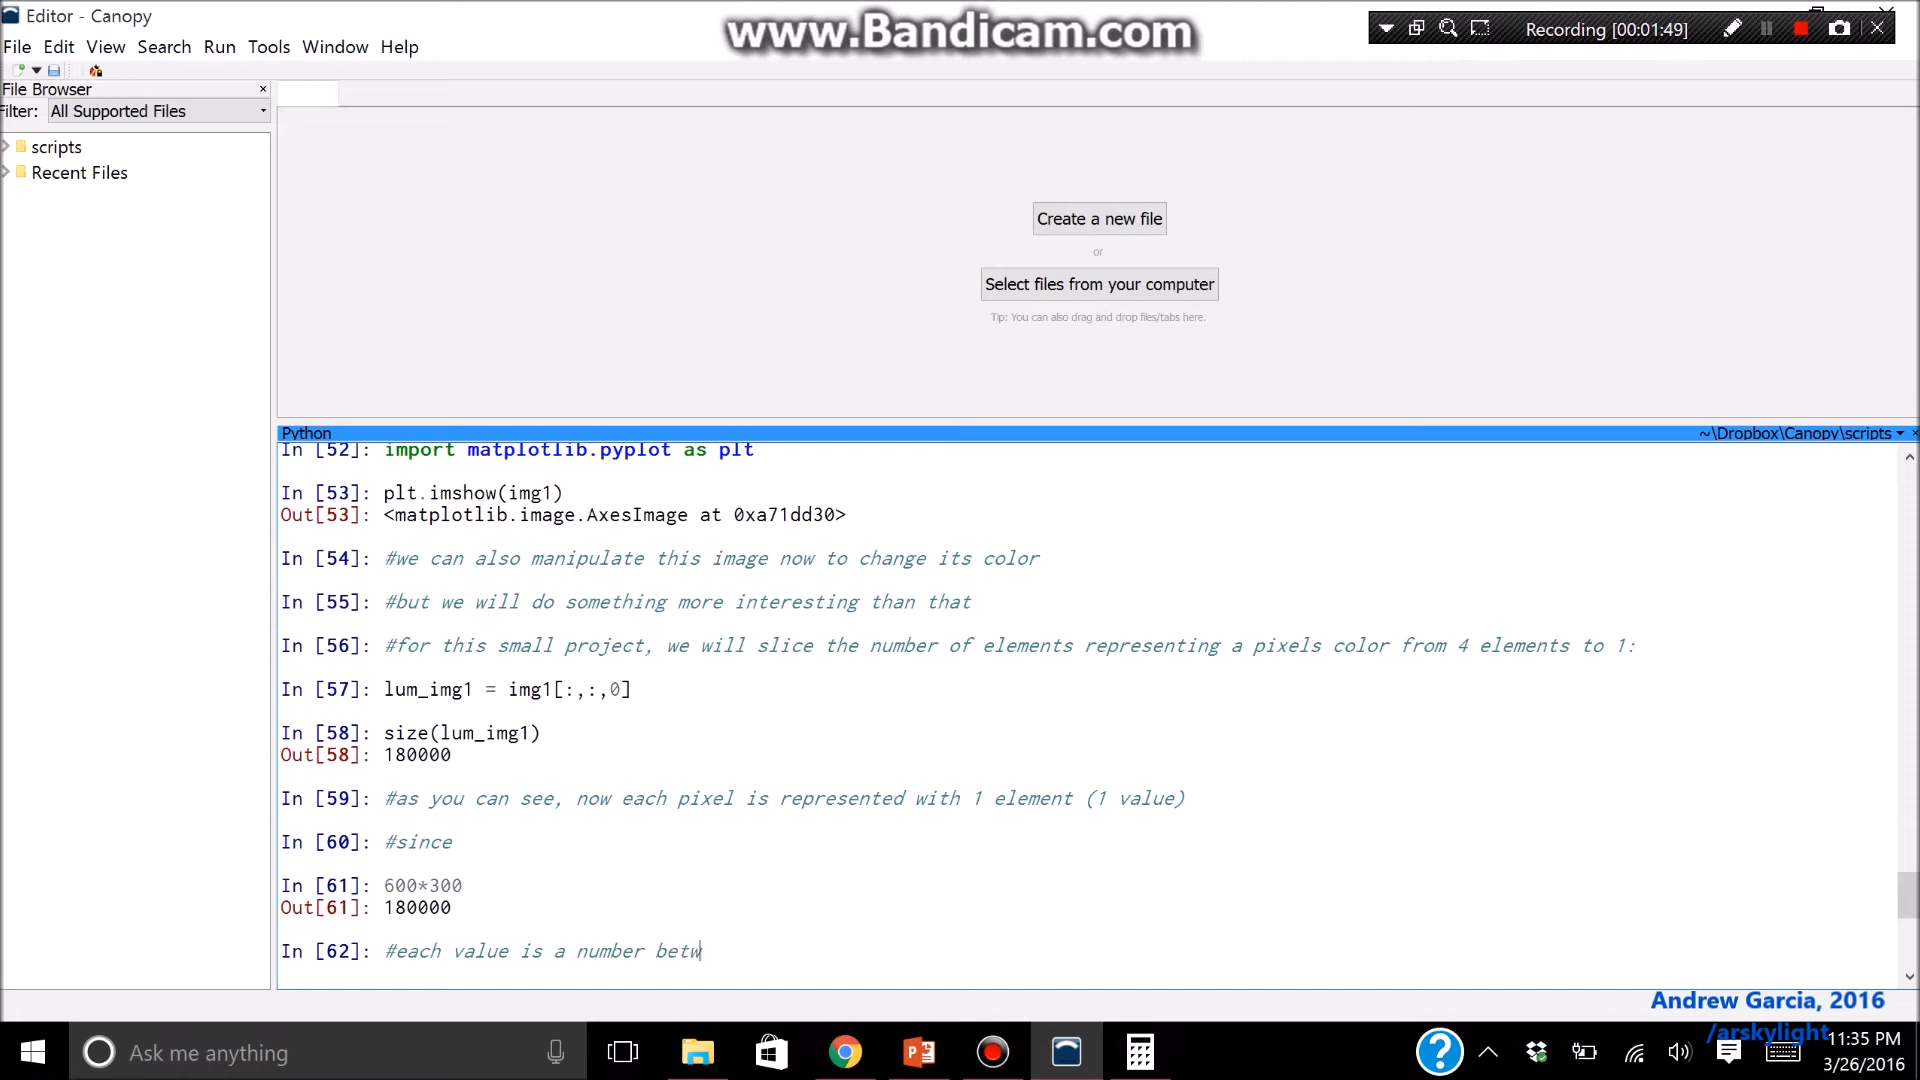 Editor - Canopy
www.Bandicam.com
Recording [00:01:49]
File Edit View Search Run Tools Window Help
File Browser
Filter: All Supported Files
scripts
Recent Files
Create a new file
or
Select files from your computer
Tip: You can also drag and drop files/tabs here.
Python
~\Dropbox\Canopy\scripts
In [52]: import matplotlib.pyplot as plt
In [53]: plt.imshow(img1)
Out[53]: <matplotlib.image.AxesImage at 0xa71dd30>
In [54]: #we can also manipulate this image now to change its color
In [55]: #but we will do something more interesting than that
In [56]: #for this small project, we will slice the number of elements representing a pixels color from 4 elements to 1:
In [57]: lum_img1 = img1[:,:,0]
In [58]: size(lum_img1)
Out[58]: 180000
In [59]: #as you can see, now each pixel is represented with 1 element (1 value)
In [60]: #since
In [61]: 600*300
Out[61]: 180000
In [62]: #each value is a number betw
Andrew Garcia, 2016
/arskylight
Ask me anything
11:35 PM
3/26/2016